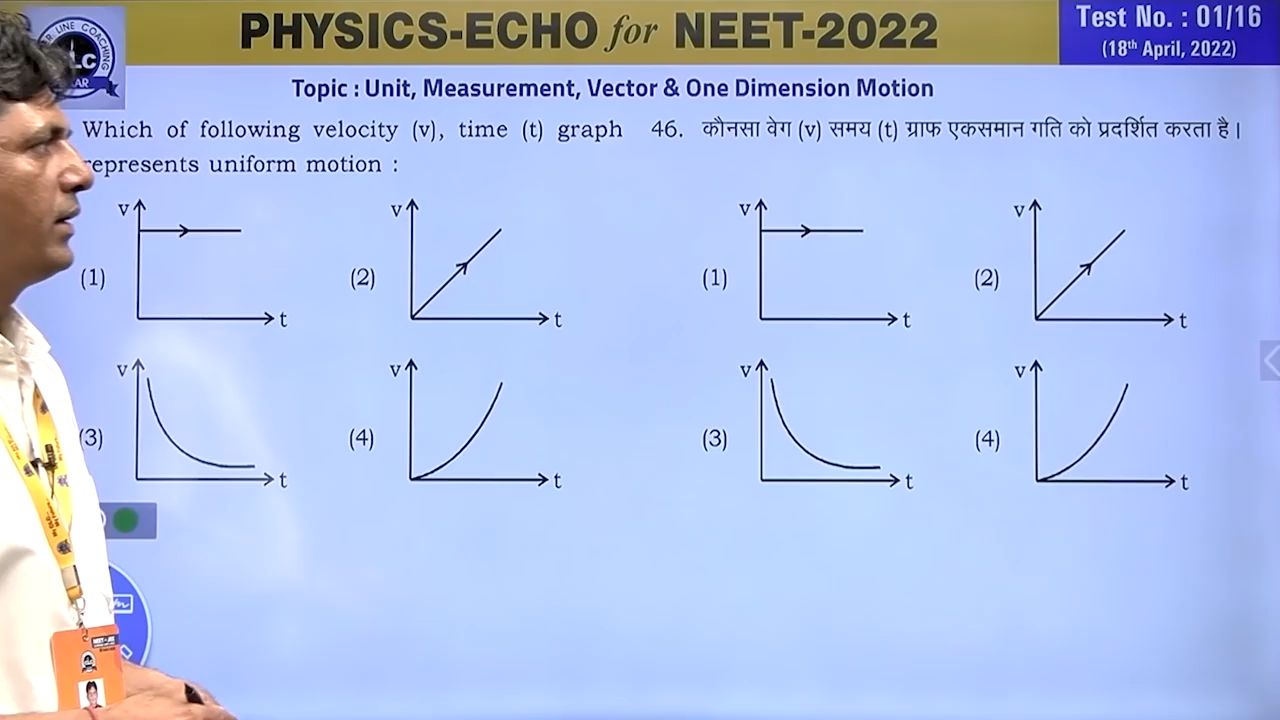 PHYSICS-ECHO for NEET-2022
Test No. : 01/16
(18th April, 2022)
LINE COACHING
Topic : Unit, Measurement, Vector & One Dimension Motion
Which of following velocity (v), time (t) graph
represents uniform motion :
v
t
(1)
v
t
(2)
v
t
(3)
v
t
(4)
46. कौनसा वेग (v) समय (t) ग्राफ एकसमान गति को प्रदर्शित करता है।
v
t
(1)
v
t
(2)
v
t
(3)
v
t
(4)